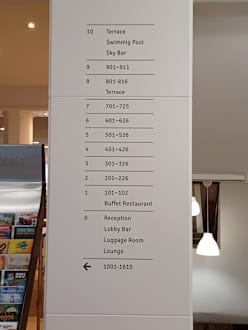 10 Terrace
Swimmig Pool
Sky Bar
9 901-911
8 801-816
Terrace
7 701-725
6 601-626
5 501-526
4 401-426
3 301-326
2 201-226
1 101-102
Buffet Restaurant
0 Reception
Lobby Bar
Luggage Room
Lounge
← 1001-1610